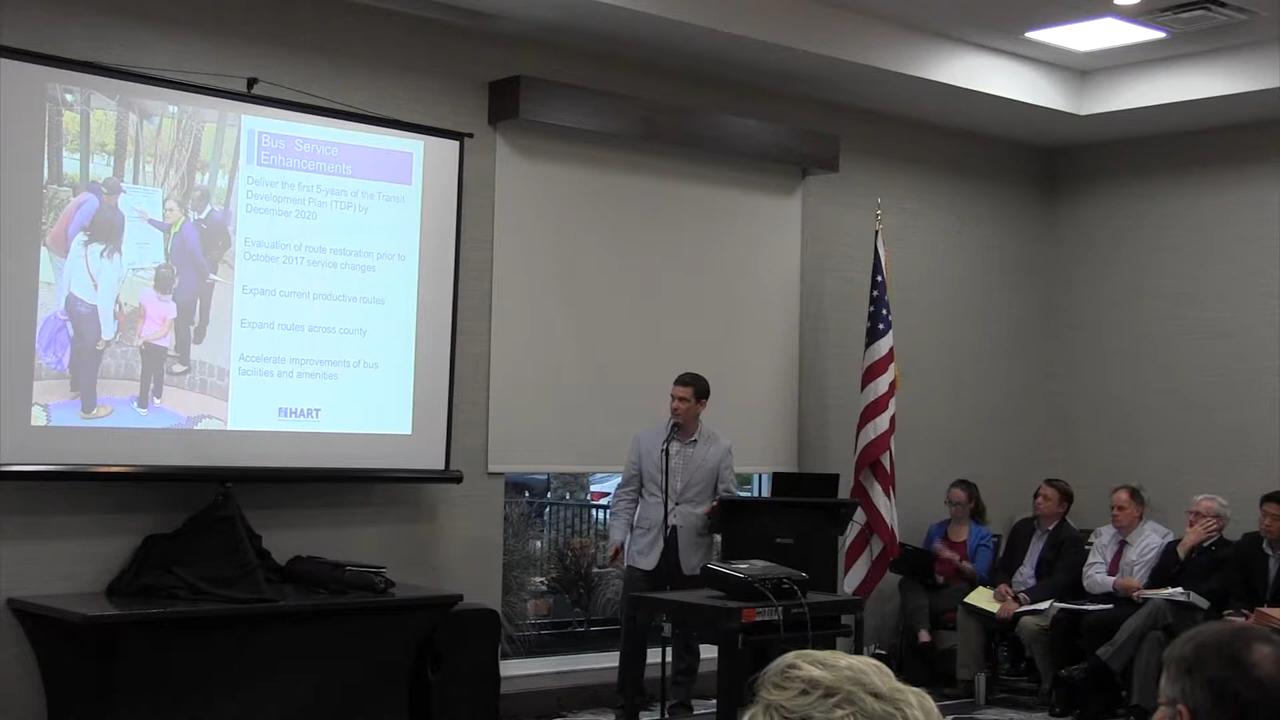 Bus Service
Enhancements
Deliver the first 5-years of the Transit
Development Plan (TDP) by
December 2020
Evaluation of route restoration prior to
October 2017 service changes
Expand current productive routes
Expand routes across county
Accelerate improvements of bus
facilities and amenities
HART